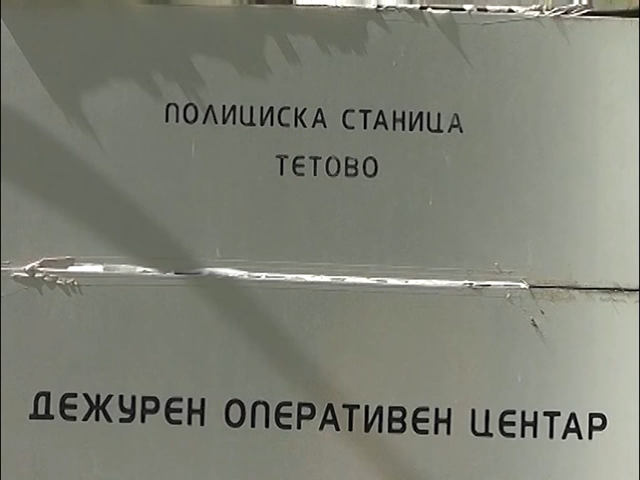 ПОЛИЦИСКА СТАНИЦА
ТЕТОВО
ДЕЖУРЕН ОПЕРАТИВЕН ЦЕНТАР